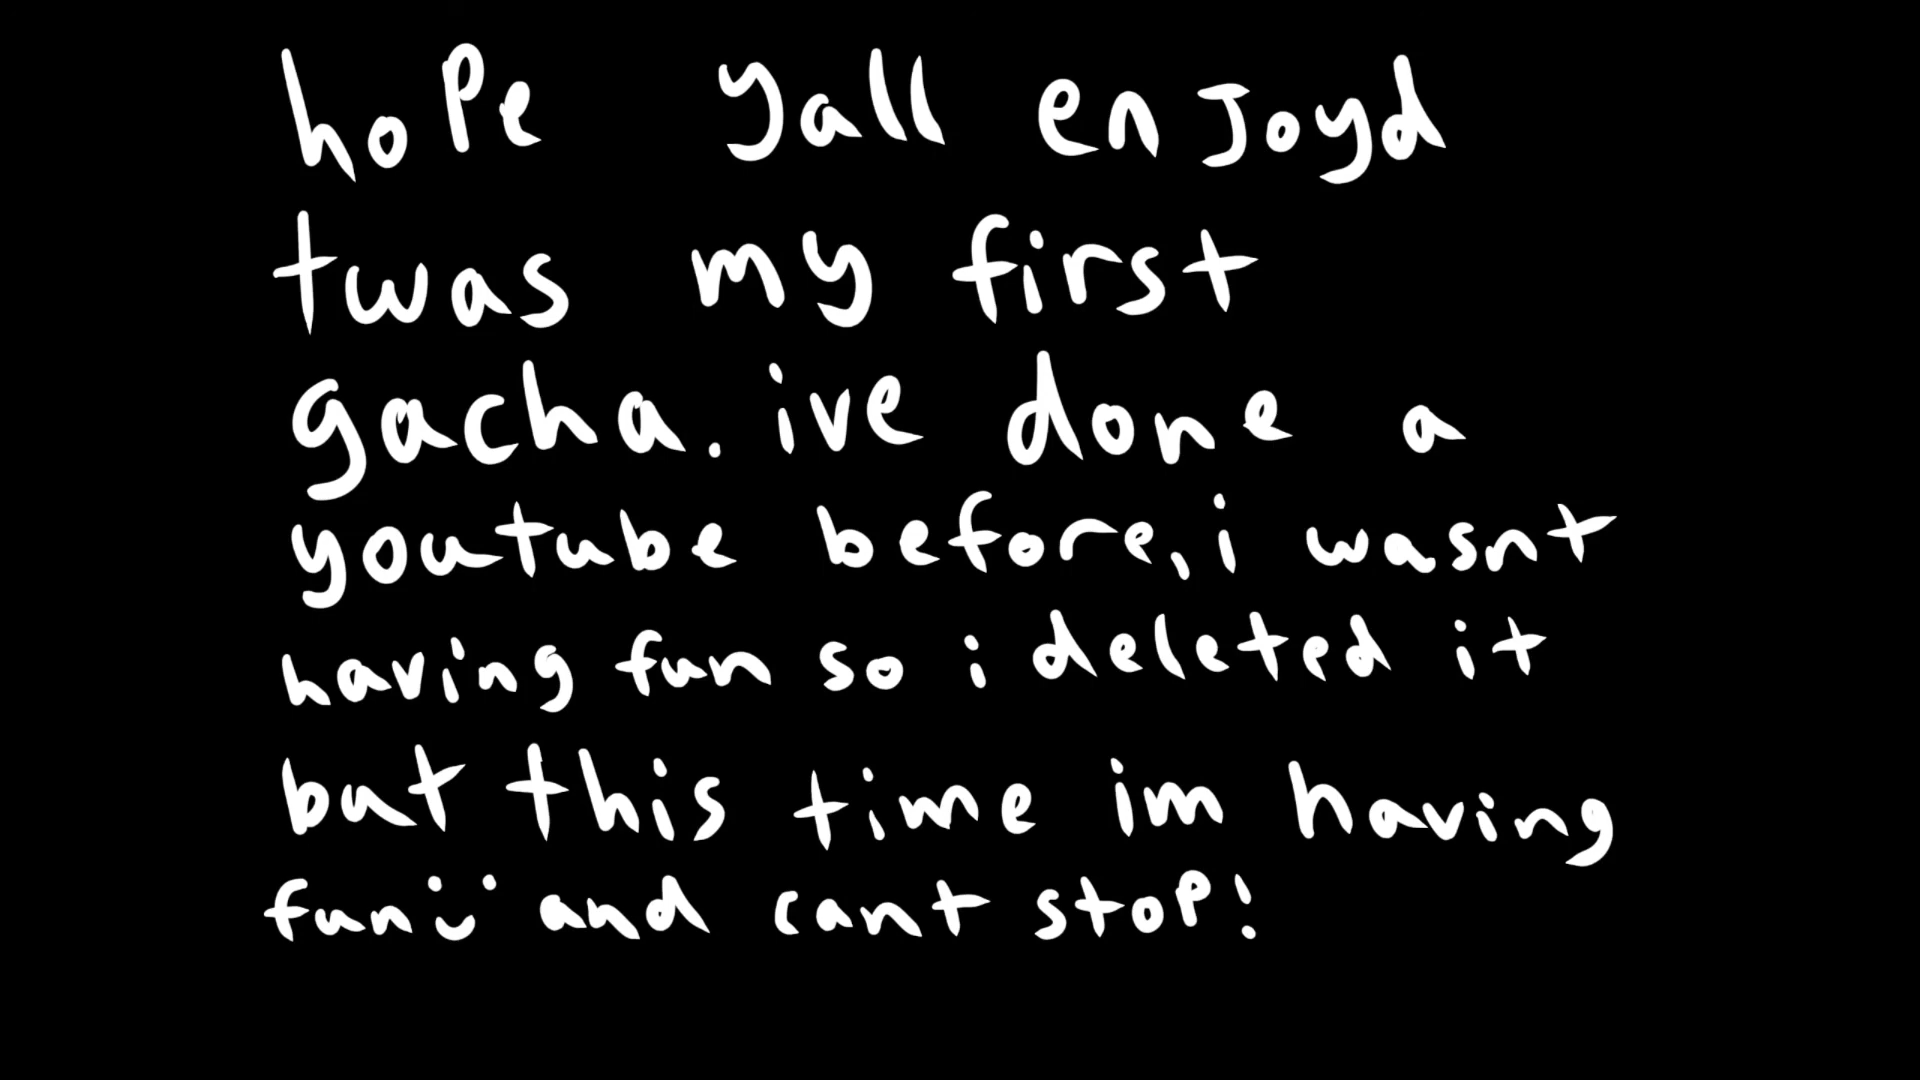 hope yall enjoyd
twas my first
gacha. ive done a
youtube before, i wasnt
having fun so i deleted it
but this time im having
fun :) and cant stop!